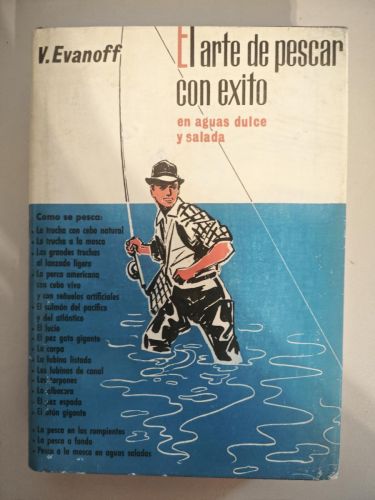 V. Evanoff
El arte de pescar
con exito
en aguas dulce
y salada
Como se pesca:
La trucha con cebo natural
La trucha a la mosca
Las grandes truchas
al lanzado ligero
La perca americana
con cebo vivo
y con señuelos artificiales
El salmón del pacífico
y del atlántico
El lucio
El pez gato gigante
La carpa
La lubina listada
Las lubinas de canal
Los tarpones
La albacora
El pez espada
El atún gigante
La pesca en las rompientes
La pesca a fondo
Pesca a la mosca en aguas saladas